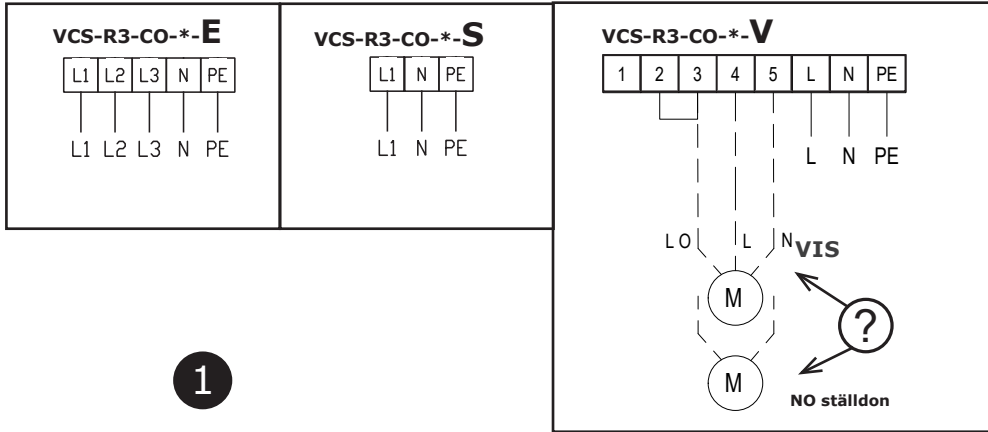 VCS-R3-CO-*-E
L1 L2 L3 N PE
L1 L2 L3 N PE
VCS-R3-CO-*-S
L1 N PE
L1 N PE
VCS-R3-CO-*-V
1 2 3 4 5 L N PE
L N PE
LO L N VIS
M
?
M
NO ställdon
1